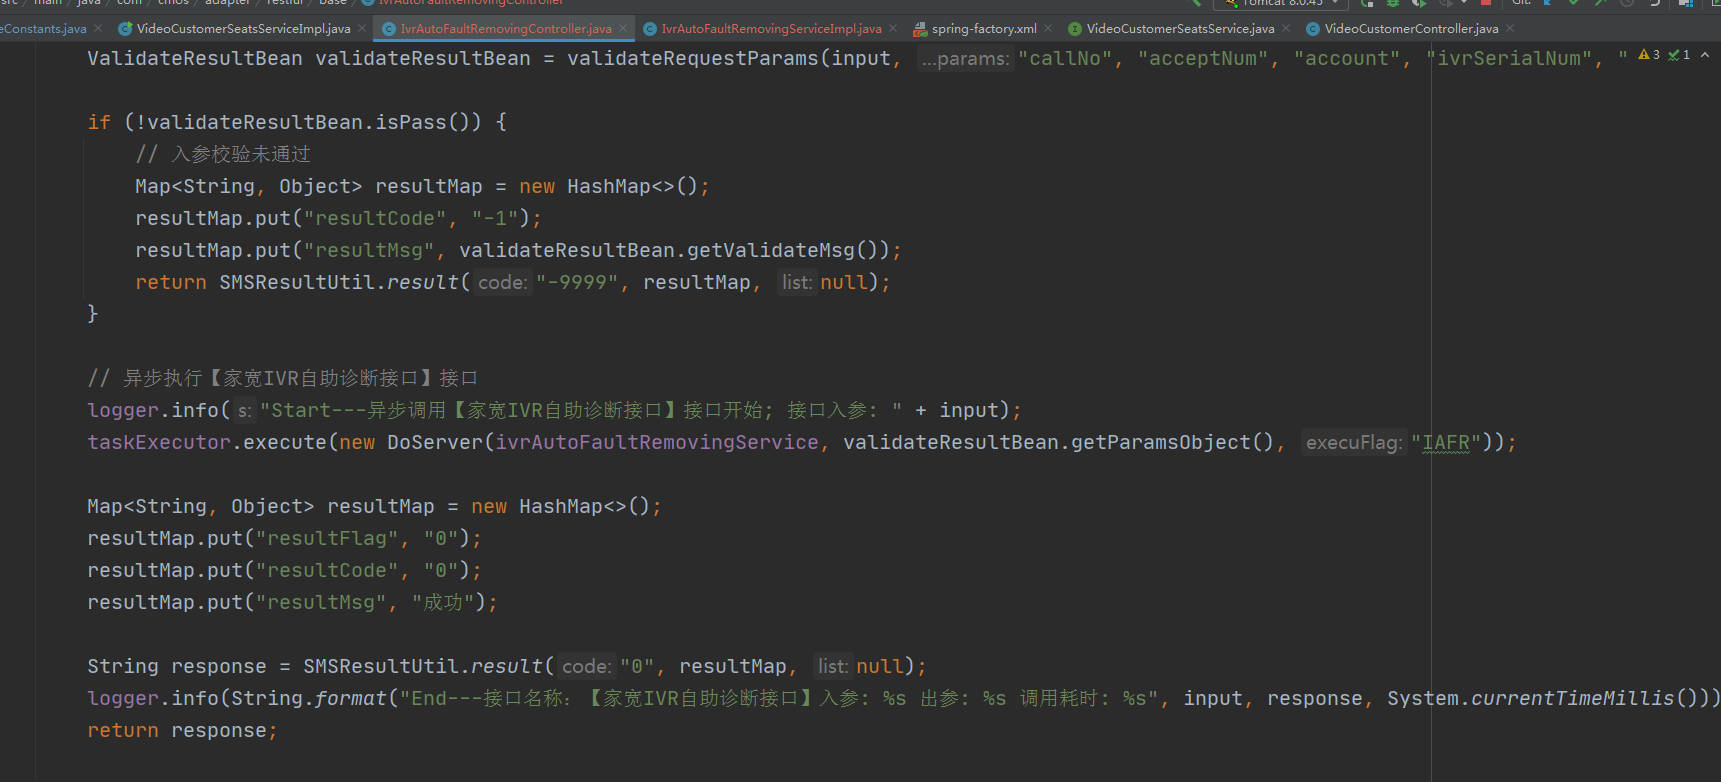 src / main / java / com / cmos / adapter / restful / base / IvrAutoFaultRemovingController
Tomcat 8.0.45 Git:
eConstants.java VideoCustomerSeatsServiceImpl.java IvrAutoFaultRemovingController.java IvrAutoFaultRemovingServiceImpl.java spring-factory.xml VideoCustomerSeatsService.java VideoCustomerController.java
ValidateResultBean validateResultBean = validateRequestParams(input, ...params: "callNo", "acceptNum", "account", "ivrSerialNum", " 3 1
if (!validateResultBean.isPass()) {
// 入参校验未通过
Map<String, Object> resultMap = new HashMap<>();
resultMap.put("resultCode", "-1");
resultMap.put("resultMsg", validateResultBean.getValidateMsg());
return SMSResultUtil.result( code: "-9999", resultMap, list: null);
}
// 异步执行【家宽IVR自助诊断接口】接口
logger.info( s: "Start---异步调用【家宽IVR自助诊断接口】接口开始; 接口入参: " + input);
taskExecutor.execute(new DoServer(ivrAutoFaultRemovingService, validateResultBean.getParamsObject(), execuFlag: "IAFR"));
Map<String, Object> resultMap = new HashMap<>();
resultMap.put("resultFlag", "0");
resultMap.put("resultCode", "0");
resultMap.put("resultMsg", "成功");
String response = SMSResultUtil.result( code: "0", resultMap, list: null);
logger.info(String.format("End---接口名称:【家宽IVR自助诊断接口】入参: %s 出参: %s 调用耗时: %s", input, response, System.currentTimeMillis()))
return response;